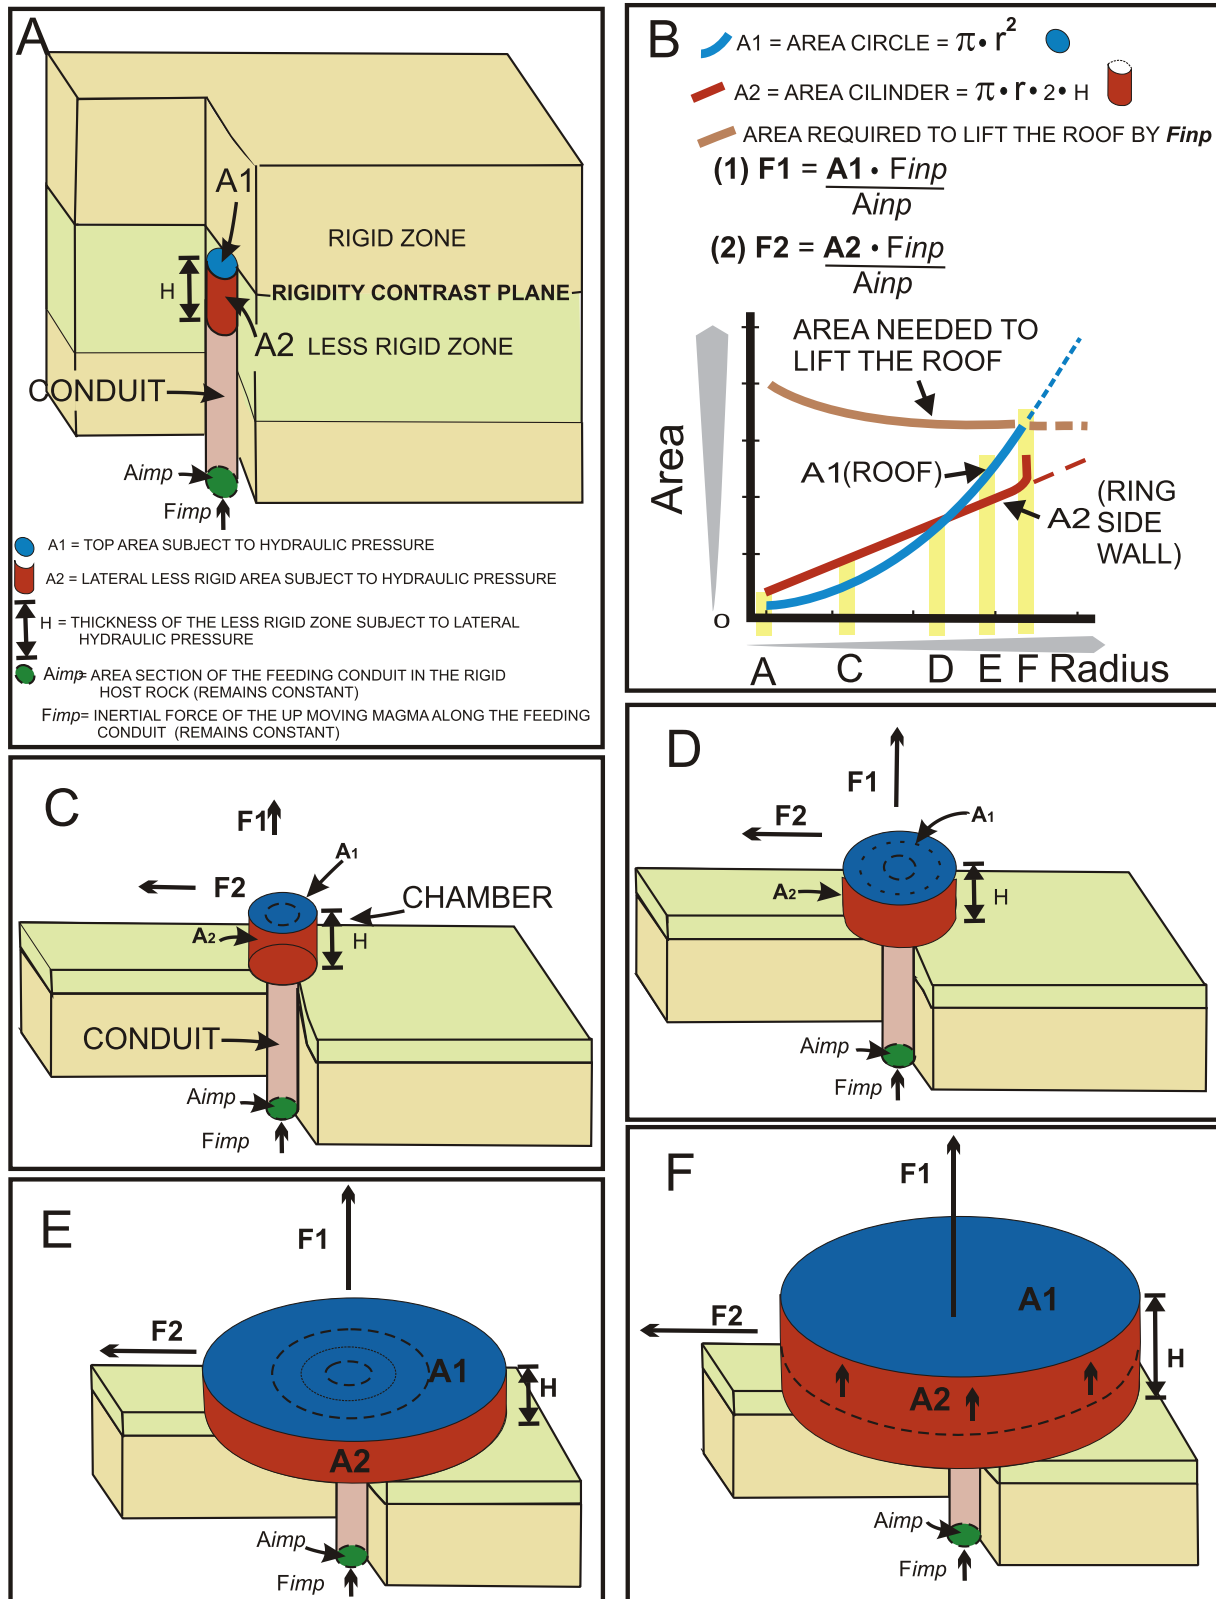 A
A1
RIGID ZONE
H
RIGIDITY CONTRAST PLANE
A2 LESS RIGID ZONE
CONDUIT
Aimp
Fimp
A1 = TOP AREA SUBJECT TO HYDRAULIC PRESSURE
A2 = LATERAL LESS RIGID AREA SUBJECT TO HYDRAULIC PRESSURE
H = THICKNESS OF THE LESS RIGID ZONE SUBJECT TO LATERAL
HYDRAULIC PRESSURE
Aimp= AREA SECTION OF THE FEEDING CONDUIT IN THE RIGID
HOST ROCK (REMAINS CONSTANT)
Fimp= INERTIAL FORCE OF THE UP MOVING MAGMA ALONG THE FEEDING
CONDUIT (REMAINS CONSTANT)
B
A1 = AREA CIRCLE = π• r²
A2 = AREA CILINDER = π• r• 2• H
AREA REQUIRED TO LIFT THE ROOF BY Finp
(1) F1 = A1 • Finp
Ainp
(2) F2 = A2 • Finp
Ainp
AREA NEEDED TO
LIFT THE ROOF
Area
A1(ROOF)
A2
(RING
SIDE
WALL)
0
A C D E F Radius
C
F1
A1
F2
CHAMBER
A2
H
CONDUIT
Aimp
Fimp
D
F1
F2
A1
A2
H
Aimp
Fimp
E
F1
F2
A1
H
A2
Aimp
Fimp
F
F1
A1
F2
H
A2
Aimp
Fimp